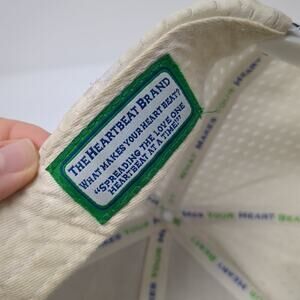 THE HEARTBEAT BRAND
WHAT MAKES YOUR HEART BEAT?
"SPREADING THE LOVE ONE
HEARTBEAT AT A TIME!"
MAKES YOUR HEART BEAT